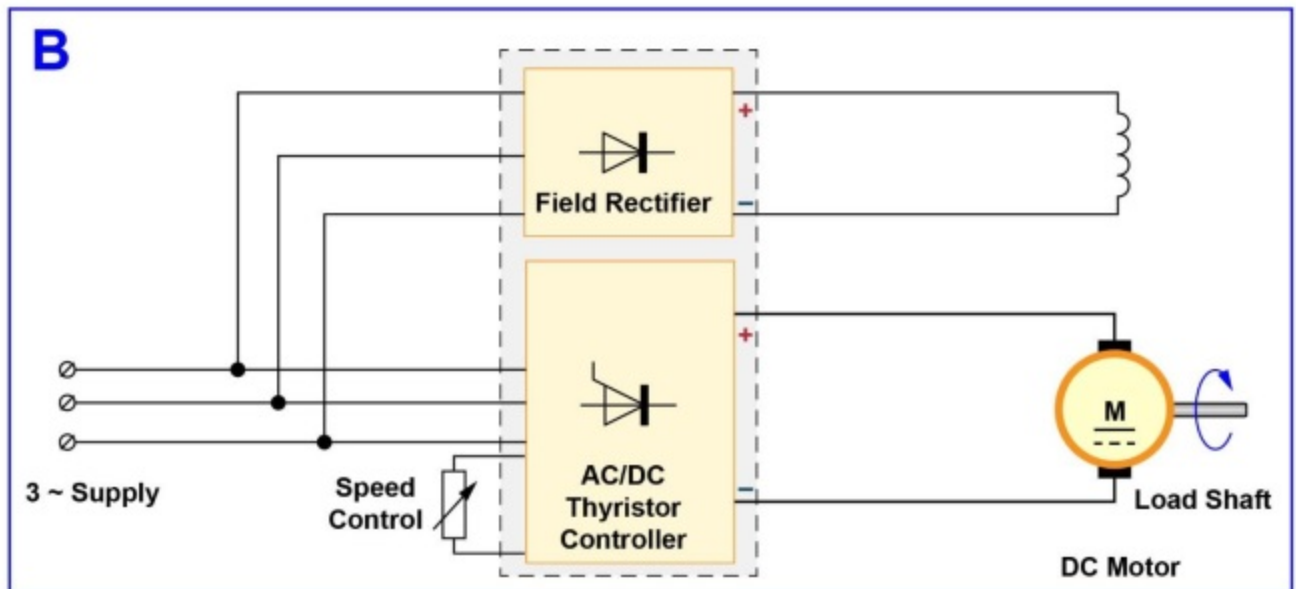 B
+
Field Rectifier
−
+
M
3 ~ Supply
Speed
Control
AC/DC
Thyristor
Controller
−
Load Shaft
DC Motor